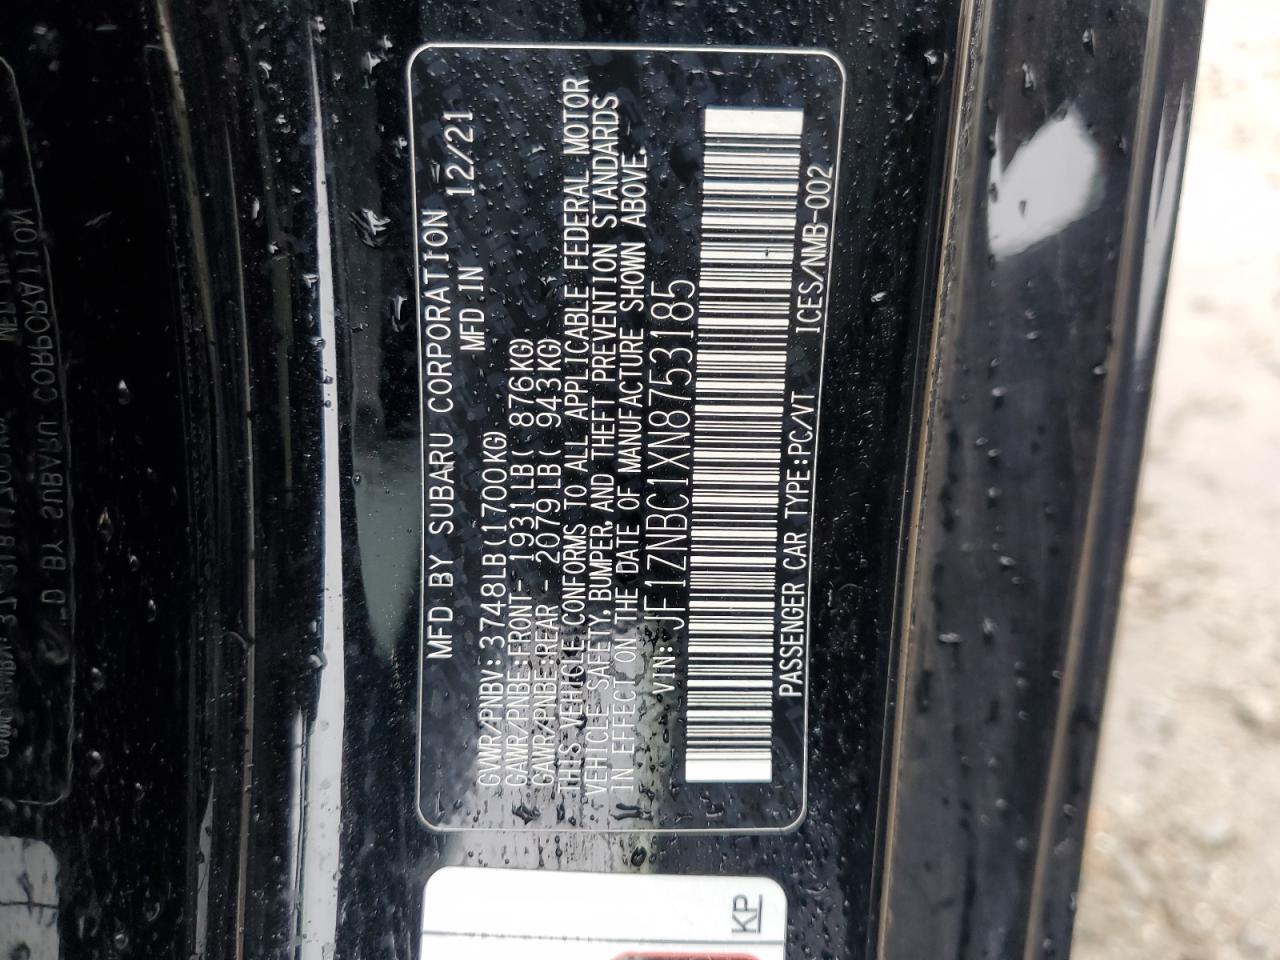 MFD BY SUBARU CORPORATION 12/21
MFD IN
GVWR/PNBV: 3748LB(1700KG)
GAWR/PNBE:FRONT- 1931LB( 876KG)
GAWR/PNBE:REAR - 2079LB( 943KG)
THIS VEHICLE CONFORMS TO ALL APPLICABLE FEDERAL MOTOR
VEHICLE SAFETY, BUMPER, AND THEFT PREVENTION STANDARDS
IN EFFECT ON THE DATE OF MANUFACTURE SHOWN ABOVE.
VIN: JF1ZNBC1XN8753185
PASSENGER CAR TYPE:PC/VT ICES/NMB-002
KP